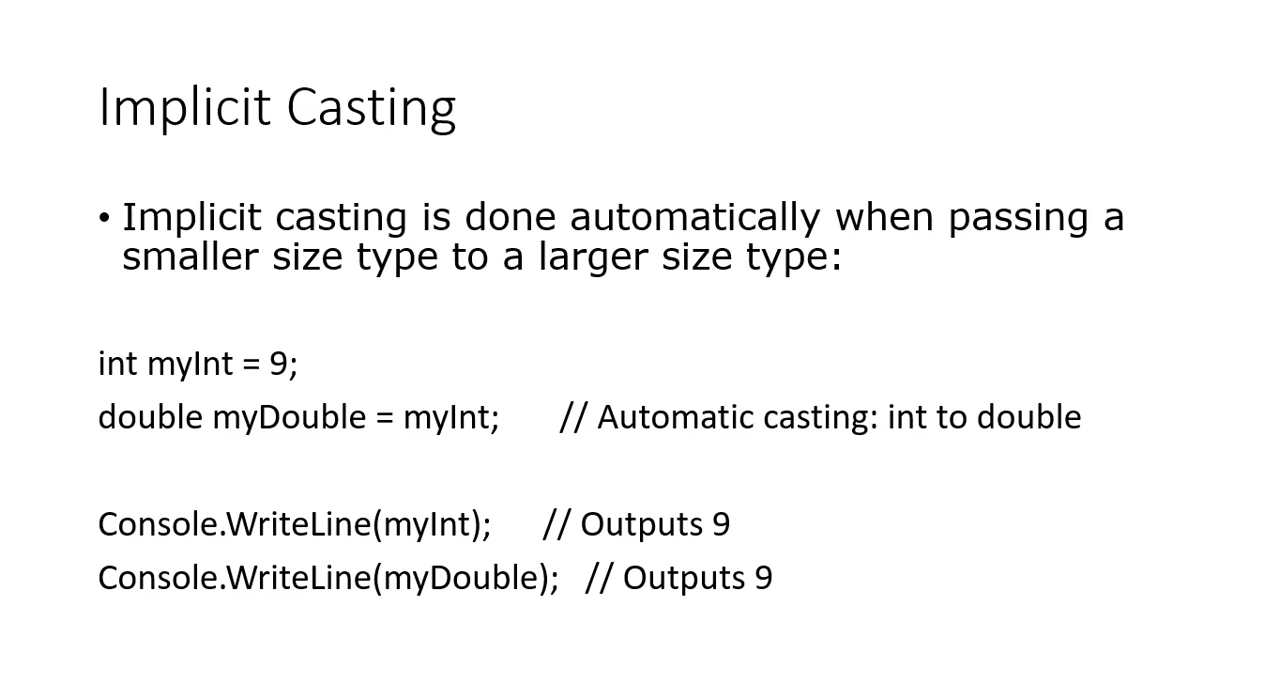 Implicit Casting
• Implicit casting is done automatically when passing a
smaller size type to a larger size type:
int myInt = 9;
double myDouble = myInt; // Automatic casting: int to double
Console.WriteLine(myInt); // Outputs 9
Console.WriteLine(myDouble); // Outputs 9